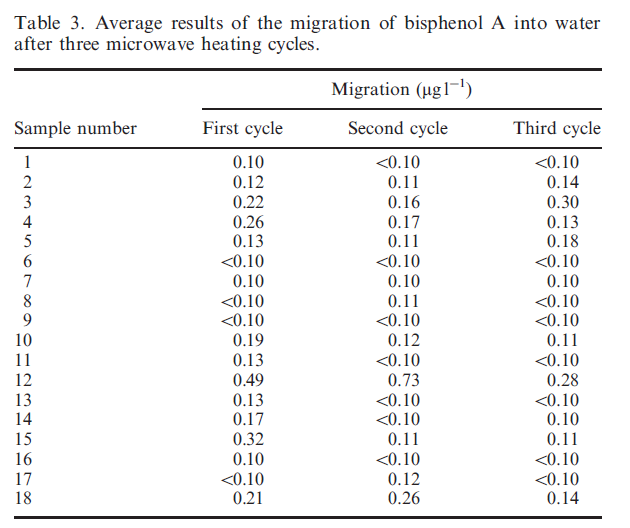 Table 3. Average results of the migration of bisphenol A into water
after three microwave heating cycles.
Migration (μg l⁻¹)
Sample number First cycle Second cycle Third cycle
1 0.10 <0.10 <0.10
2 0.12 0.11 0.14
3 0.22 0.16 0.30
4 0.26 0.17 0.13
5 0.13 0.11 0.18
6 <0.10 <0.10 <0.10
7 0.10 0.10 0.10
8 <0.10 0.11 <0.10
9 <0.10 <0.10 <0.10
10 0.19 0.12 0.11
11 0.13 <0.10 <0.10
12 0.49 0.73 0.28
13 0.13 <0.10 <0.10
14 0.17 <0.10 0.10
15 0.32 0.11 0.11
16 0.10 <0.10 <0.10
17 <0.10 0.12 <0.10
18 0.21 0.26 0.14